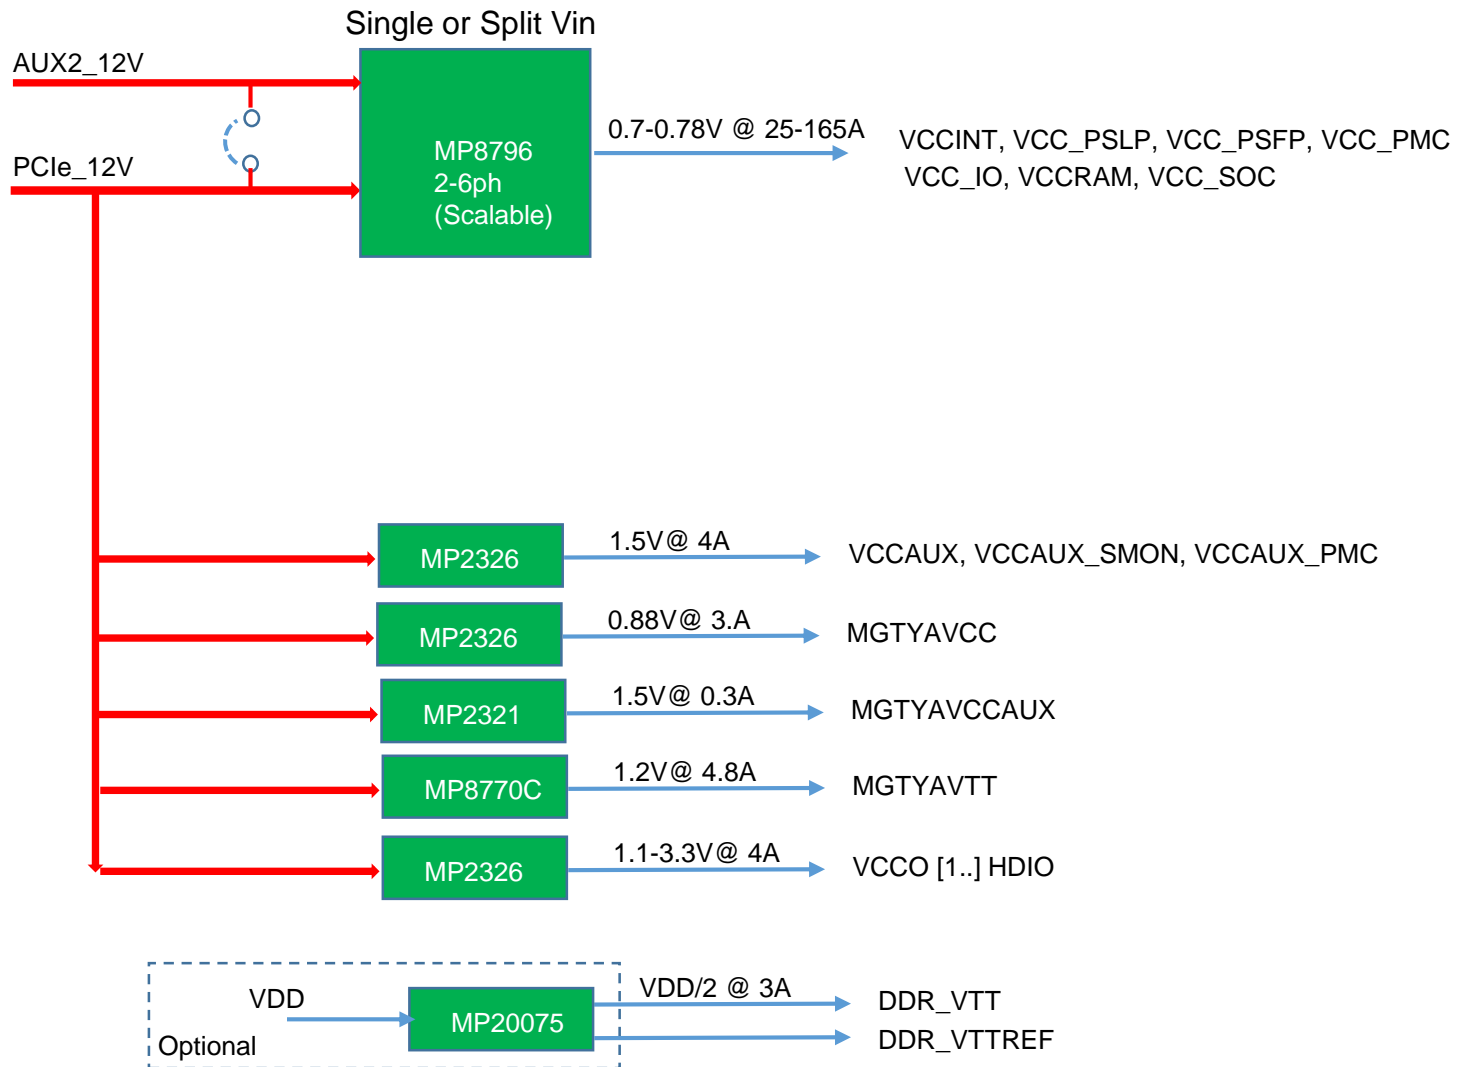 Single or Split Vin
AUX2_12V
PCIe_12V
MP8796
2-6ph
(Scalable)
0.7-0.78V @ 25-165A
VCCINT, VCC_PSLP, VCC_PSFP, VCC_PMC
VCC_IO, VCCRAM, VCC_SOC
MP2326
1.5V@ 4A
VCCAUX, VCCAUX_SMON, VCCAUX_PMC
MP2326
0.88V@ 3.A
MGTYAVCC
MP2321
1.5V@ 0.3A
MGTYAVCCAUX
MP8770C
1.2V@ 4.8A
MGTYAVTT
MP2326
1.1-3.3V@ 4A
VCCO [1..] HDIO
VDD
Optional
MP20075
VDD/2 @ 3A
DDR_VTT
DDR_VTTREF